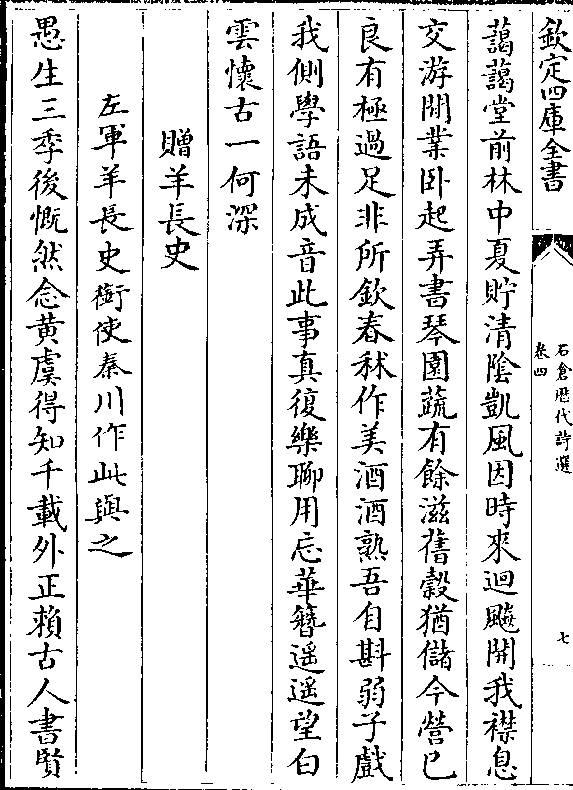 欽定四庫全書
石倉歷代詩選
卷四
七
藹藹堂前林中夏貯清陰凱風因時來迴飈開我襟息
交游閒業卧起弄書琴園蔬有餘滋舊穀猶儲今營已
良有極過足非所欽春秫作美酒酒熟吾自斟弱子戲
我側學語未成音此事真復樂聊用忘華簪遥遥望白
雲懷古一何深
贈羊長史
左軍羊長史銜使秦川作此與之
愚生三季後慨然念黄虞得知千載外正賴古人書賢